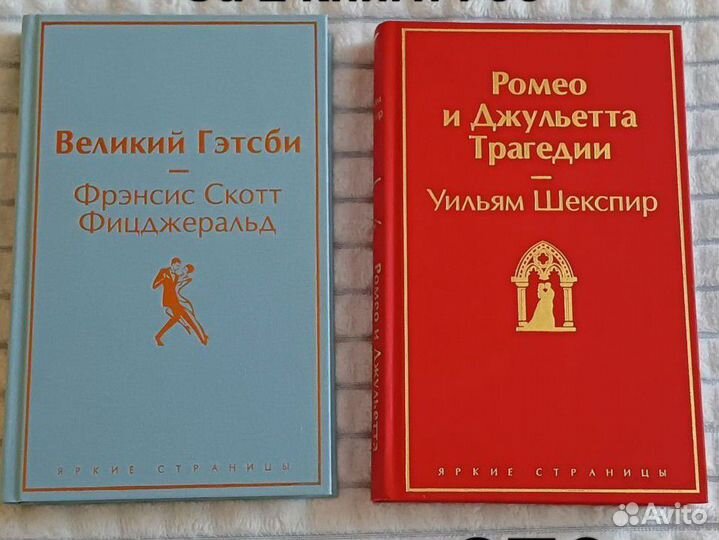 Великий Гэтсби
Фрэнсис Скотт
Фицджеральд
ЯРКИЕ СТРАНИЦЫ
Ромео
и Джульетта
Трагедии
Уильям Шекспир
ЯРКИЕ СТРАНИЦЫ
Ромео и Джульетта
Avito